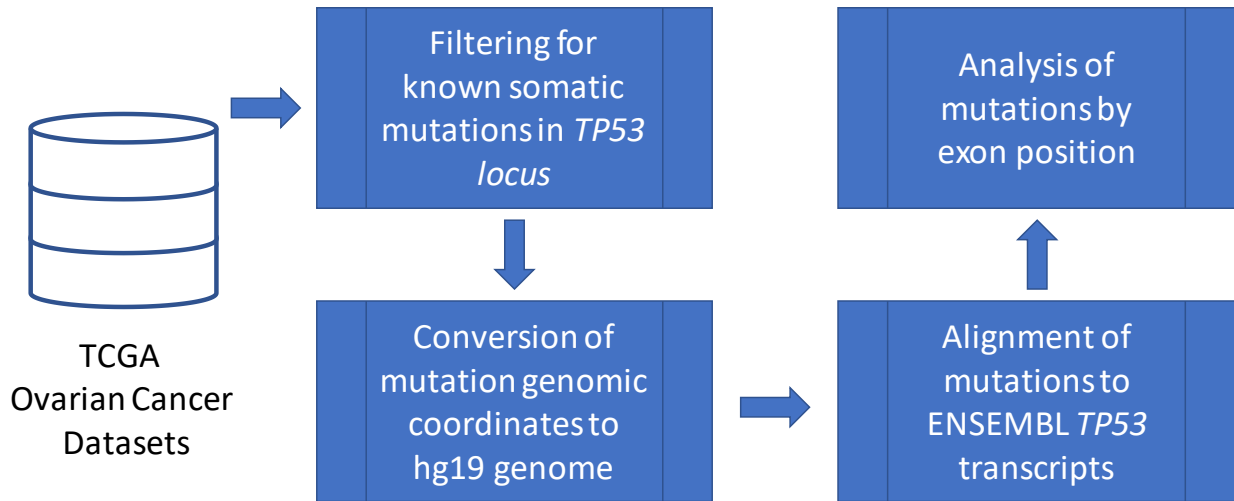 TCGA
Ovarian Cancer
Datasets
Filtering for
known somatic
mutations in TP53
locus
Conversion of
mutation genomic
coordinates to
hg19 genome
Alignment of
mutations to
ENSEMBL TP53
transcripts
Analysis of
mutations by
exon position